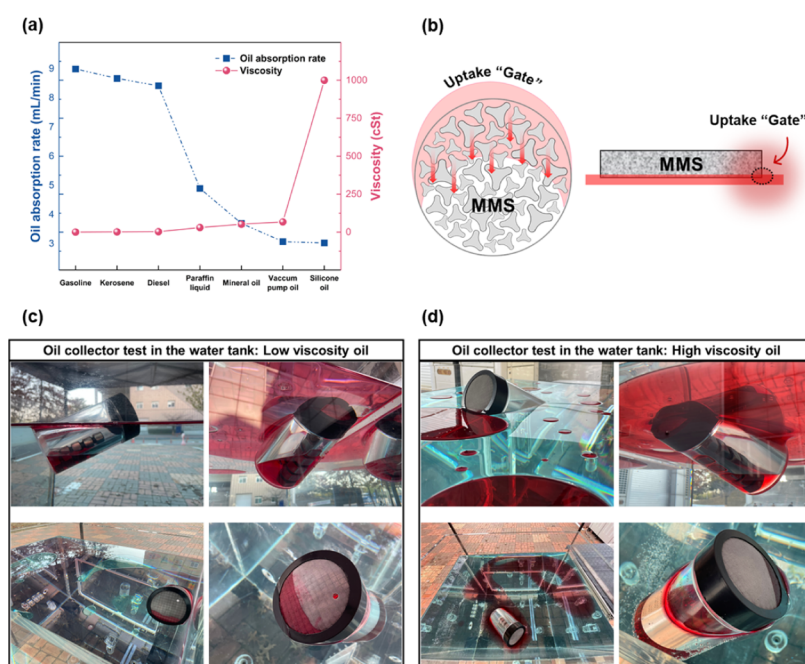 (a)
Oil absorption rate
Viscosity
Oil absorption rate (mL/min)
9
8
7
6
5
4
3
Viscosity (cSt)
1000
750
500
250
0
Gasoline
Kerosene
Diesel
Paraffin
liquid
Mineral oil
Vaccum
pump oil
Silicone
oil
(b)
Uptake “Gate”
MMS
Uptake “Gate”
MMS
(c)
Oil collector test in the water tank: Low viscosity oil
(d)
Oil collector test in the water tank: High viscosity oil